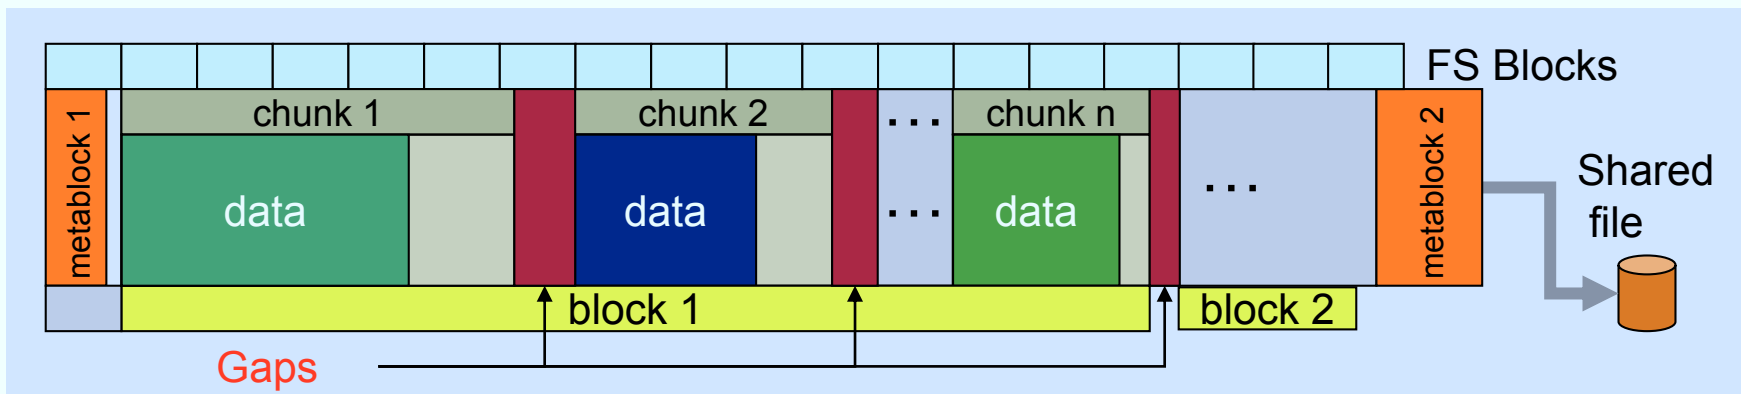 FS Blocks
metablock 1
chunk 1
chunk 2
...
chunk n
metablock 2
data
data
...
data
...
Shared
file
block 1
block 2
Gaps